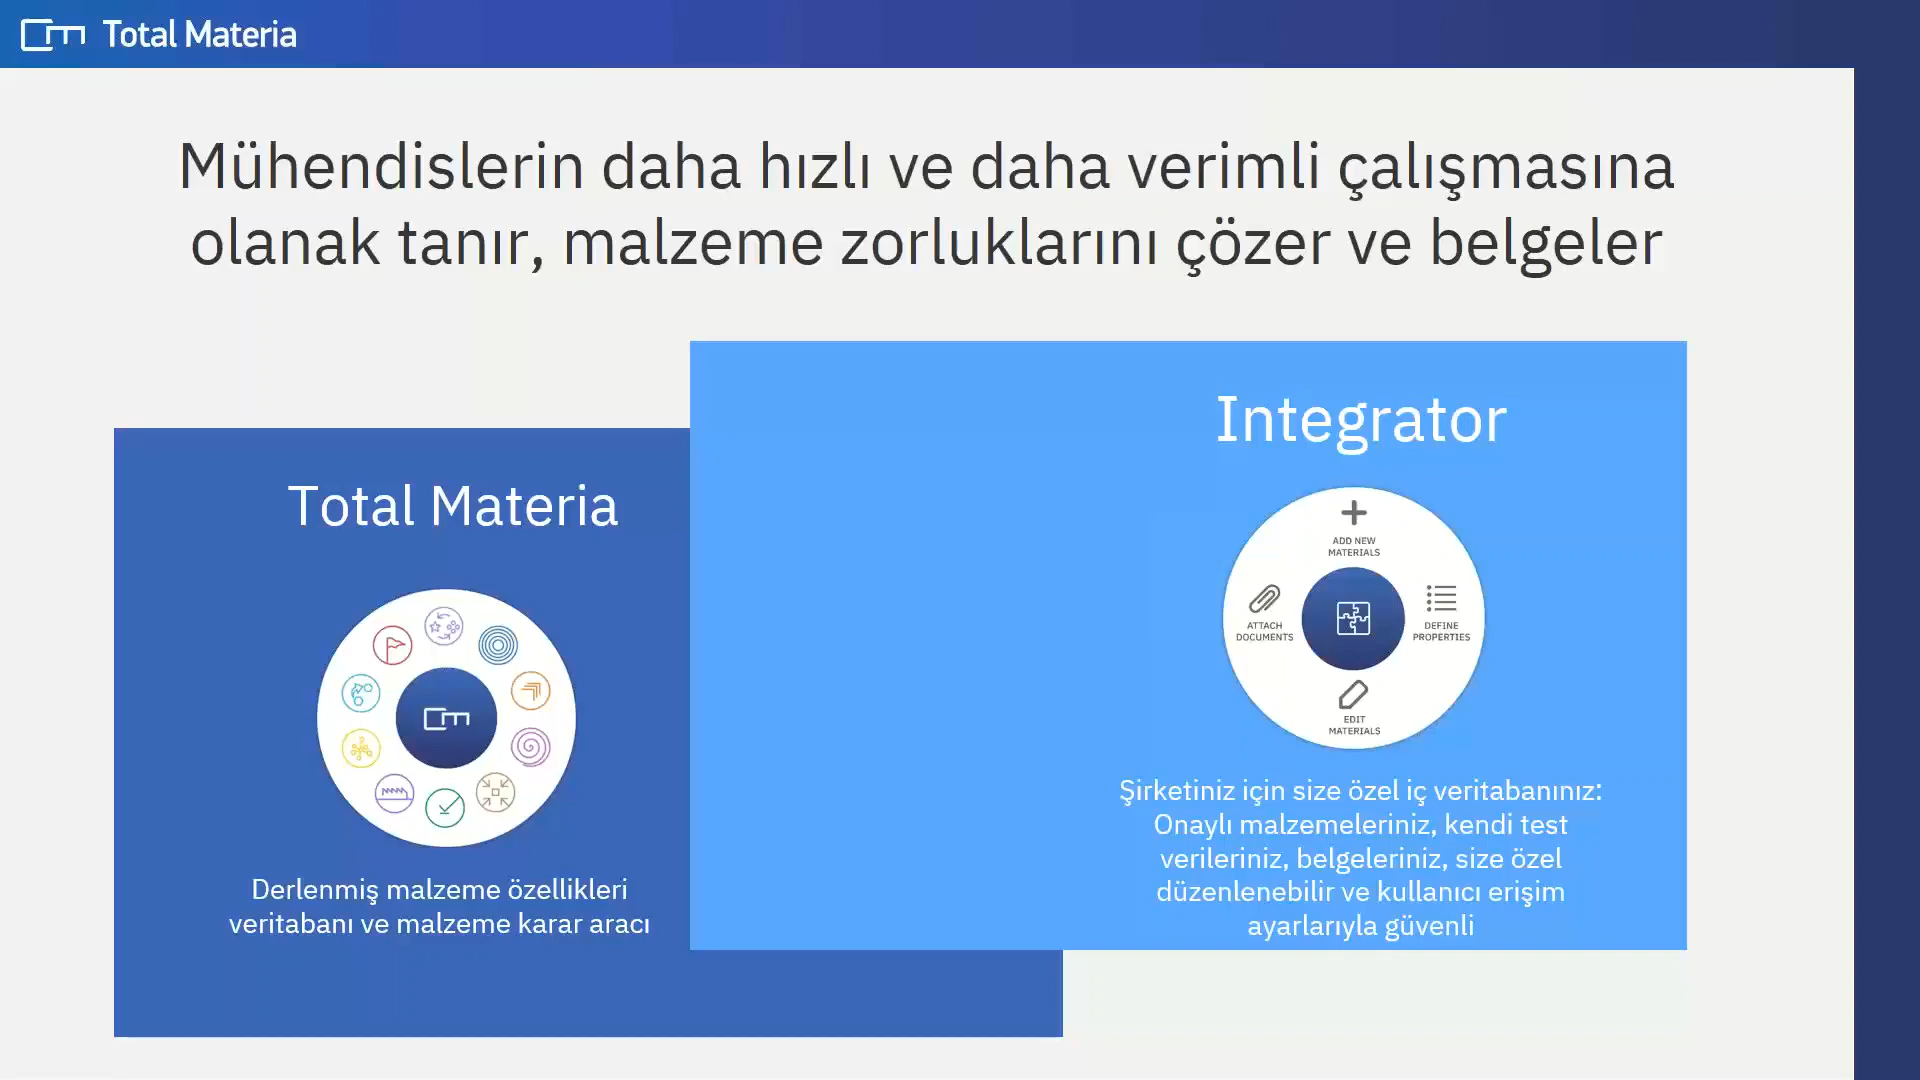 Total Materia
Mühendislerin daha hızlı ve daha verimli çalışmasına
olanak tanır, malzeme zorluklarını çözer ve belgeler
Total Materia
Derlenmiş malzeme özellikleri
veritabanı ve malzeme karar aracı
Integrator
ADD NEW
MATERIALS
ATTACH
DOCUMENTS
DEFINE
PROPERTIES
EDIT
MATERIALS
Şirketiniz için size özel iç veritabanınız:
Onaylı malzemeleriniz, kendi test
verileriniz, belgeleriniz, size özel
düzenlenebilir ve kullanıcı erişim
ayarlarıyla güvenli